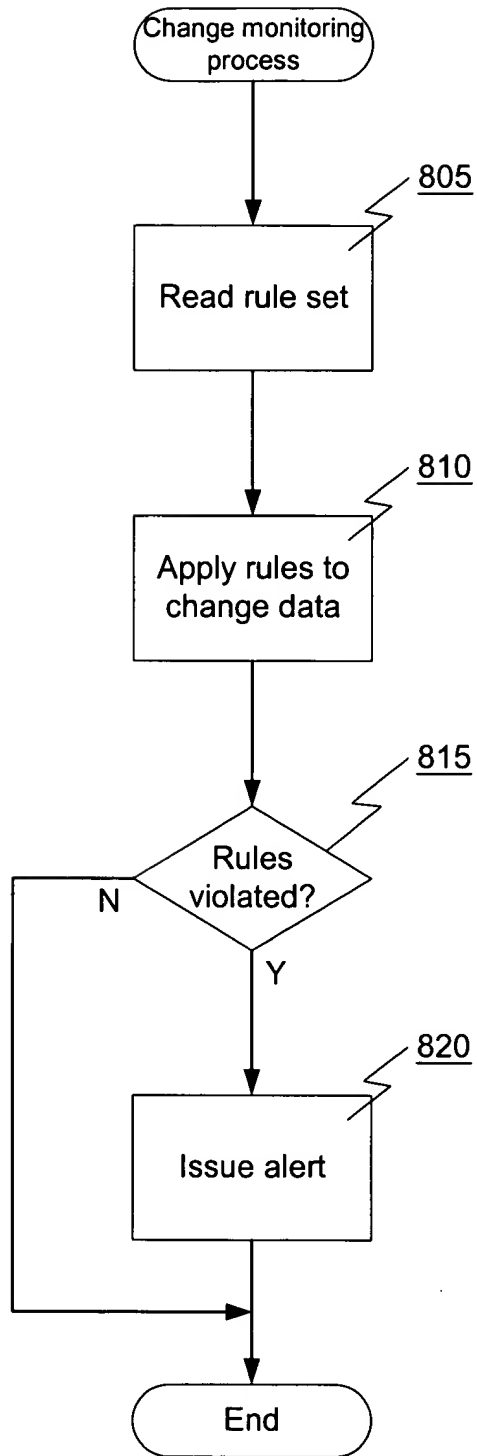 Change monitoring
process
805
Read rule set
810
Apply rules to
change data
815
Rules
violated?
N
Y
820
Issue alert
End